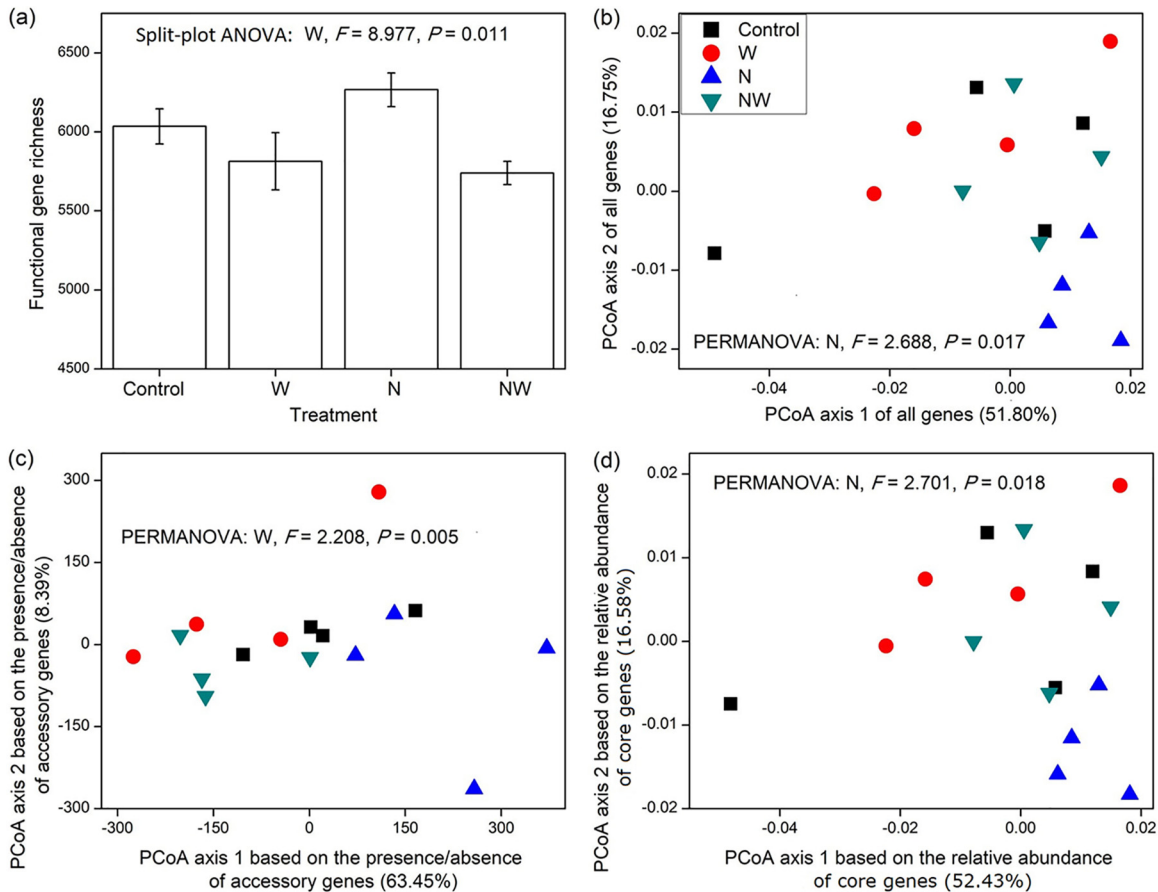 (a)
Split-plot ANOVA: W, F = 8.977, P = 0.011
6500
6000
5500
5000
4500
Functional gene richness
Control
W
N
NW
Treatment
(b)
Control
W
N
NW
0.02
0.01
0.00
-0.01
-0.02
PCoA axis 2 of all genes (16.75%)
PERMANOVA: N, F = 2.688, P = 0.017
-0.04
-0.02
0.00
0.02
PCoA axis 1 of all genes (51.80%)
(c)
PERMANOVA: W, F = 2.208, P = 0.005
300
150
0
-150
-300
PCoA axis 2 based on the presence/absence
of accessory genes (8.39%)
-300
-150
0
150
300
PCoA axis 1 based on the presence/absence
of accessory genes (63.45%)
(d)
PERMANOVA: N, F = 2.701, P = 0.018
0.02
0.01
0.00
-0.01
-0.02
PCoA axis 2 based on the relative abundance
of core genes (16.58%)
-0.04
-0.02
0.00
0.02
PCoA axis 1 based on the relative abundance
of core genes (52.43%)